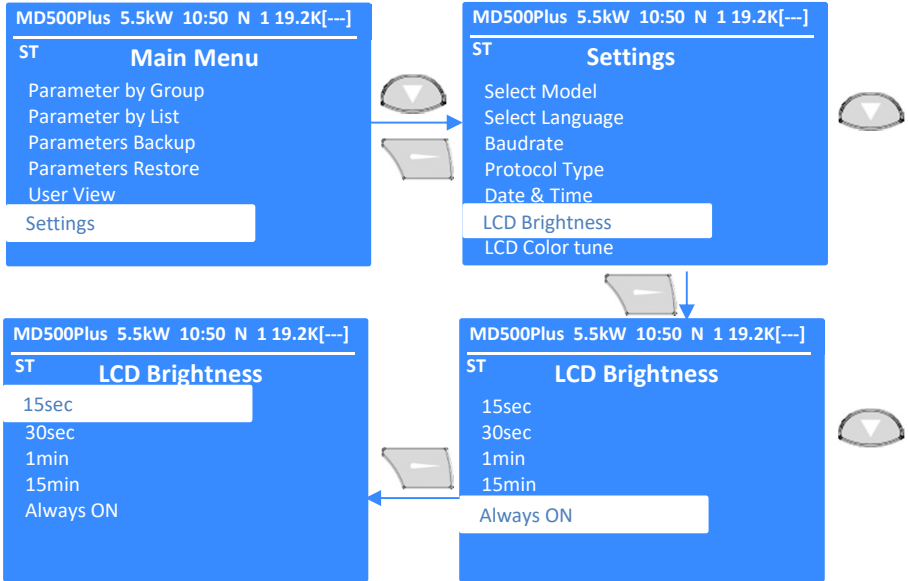 MD500Plus 5.5kW 10:50 N 1 19.2K[---]
ST
Main Menu
Parameter by Group
Parameter by List
Parameters Backup
Parameters Restore
User View
Settings
MD500Plus 5.5kW 10:50 N 1 19.2K[---]
ST
Settings
Select Model
Select Language
Baudrate
Protocol Type
Date & Time
LCD Brightness
LCD Color tune
MD500Plus 5.5kW 10:50 N 1 19.2K[---]
ST
LCD Brightness
15sec
30sec
1min
15min
Always ON
MD500Plus 5.5kW 10:50 N 1 19.2K[---]
ST
LCD Brightness
15sec
30sec
1min
15min
Always ON